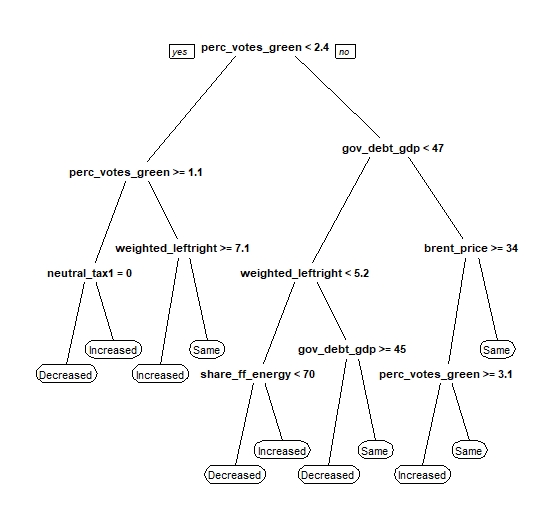 yes perc_votes_green < 2.4 no
gov_debt_gdp < 47
perc_votes_green >= 1.1
weighted_leftright >= 7.1
brent_price >= 34
neutral_tax1 = 0
weighted_leftright < 5.2
Increased
Same
gov_debt_gdp >= 45
Same
Decreased
Increased
share_ff_energy < 70
perc_votes_green >= 3.1
Increased
Same
Same
Decreased
Decreased
Increased